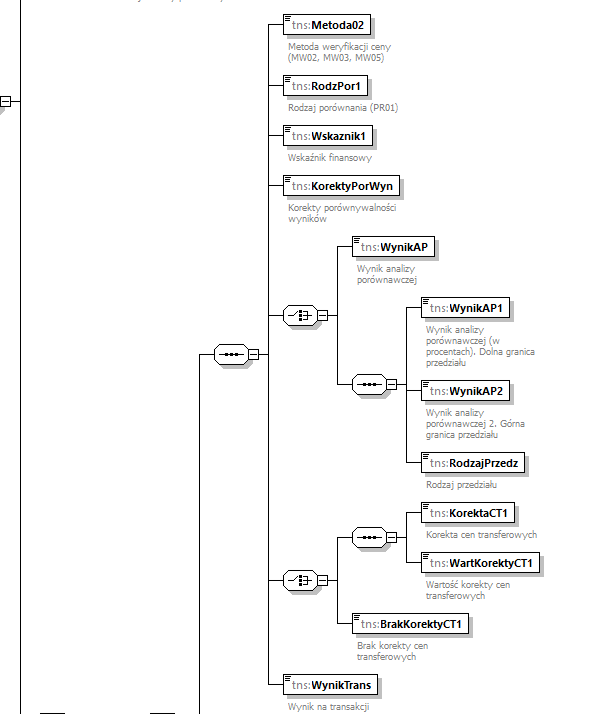 tns:Metoda02
Metoda weryfikacji ceny
(MW02, MW03, MW05)
tns:RodzPor1
Rodzaj porównania (PR01)
tns:Wskaznik1
Wskaźnik finansowy
tns:KorektyPorWyn
Korekty porównywalności
wyników
tns:WynikAP
Wynik analizy
porównawczej
tns:WynikAP1
Wynik analizy
porównawczej (w
procentach). Dolna granica
przedziału
tns:WynikAP2
Wynik analizy
porównawczej 2. Górna
granica przedziału
tns:RodzajPrzedz
Rodzaj przedziału
tns:KorektaCT1
Korekta cen transferowych
tns:WartKorektyCT1
Wartość korekty cen
transferowych
tns:BrakKorektyCT1
Brak korekty cen
transferowych
tns:WynikTrans
Wynik na transakcji